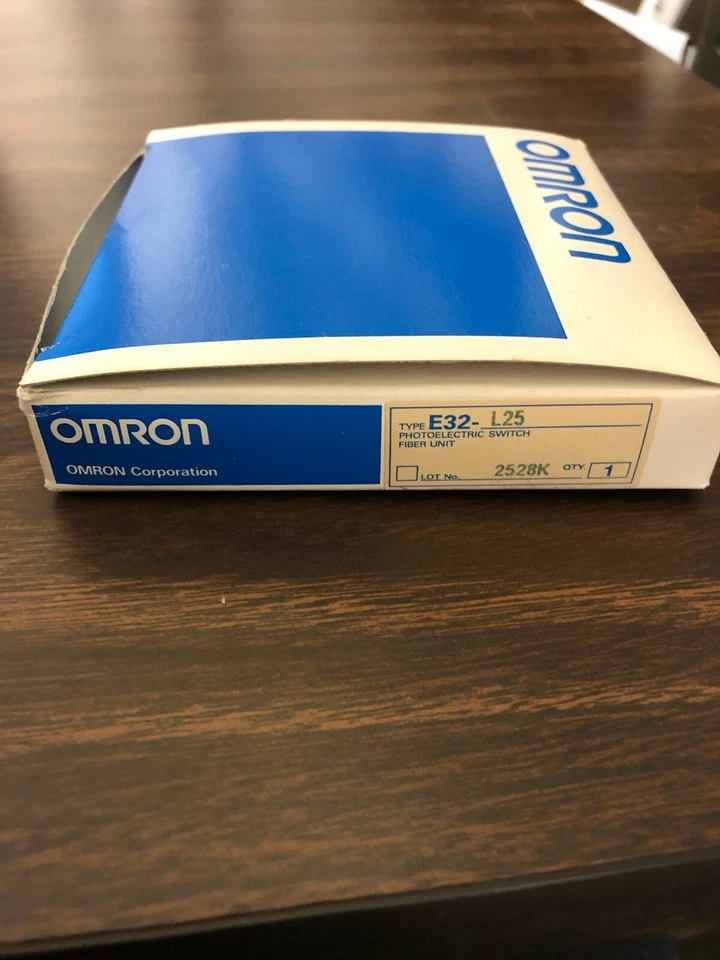 OMRON
OMRON
OMRON Corporation
TYPE E32- L25
PHOTOELECTRIC SWITCH
FIBER UNIT
LOT No. 2528K QTY. 1